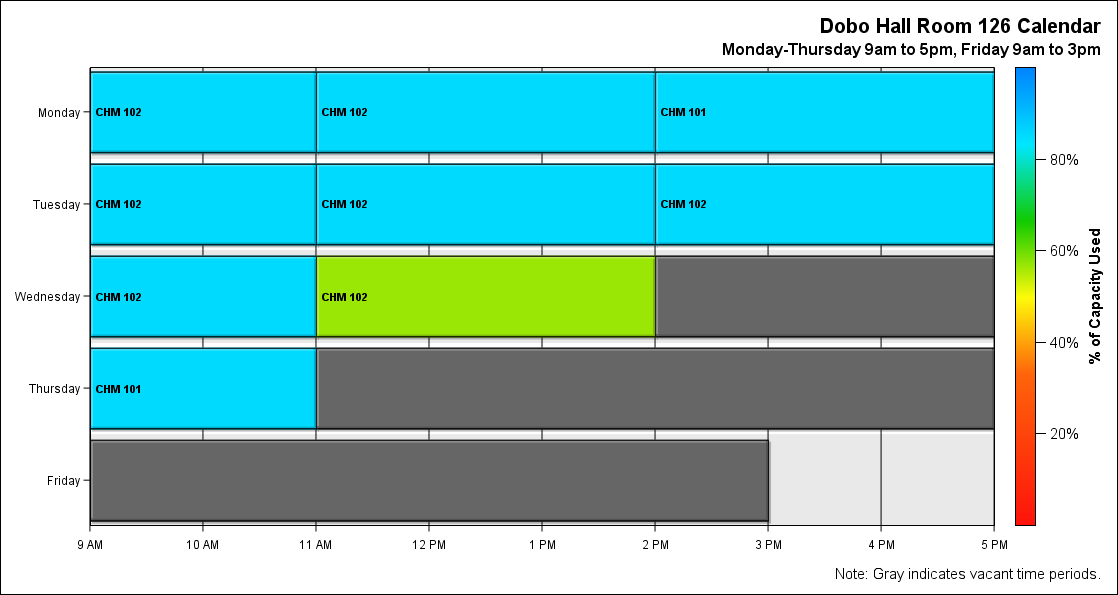 Dobo Hall Room 126 Calendar
Monday-Thursday 9am to 5pm, Friday 9am to 3pm
Monday CHM 102 CHM 102 CHM 101
Tuesday CHM 102 CHM 102 CHM 102
Wednesday CHM 102 CHM 102
Thursday CHM 101
Friday
9 AM 10 AM 11 AM 12 PM 1 PM 2 PM 3 PM 4 PM 5 PM
80%
60%
40%
20%
% of Capacity Used
Note: Gray indicates vacant time periods.